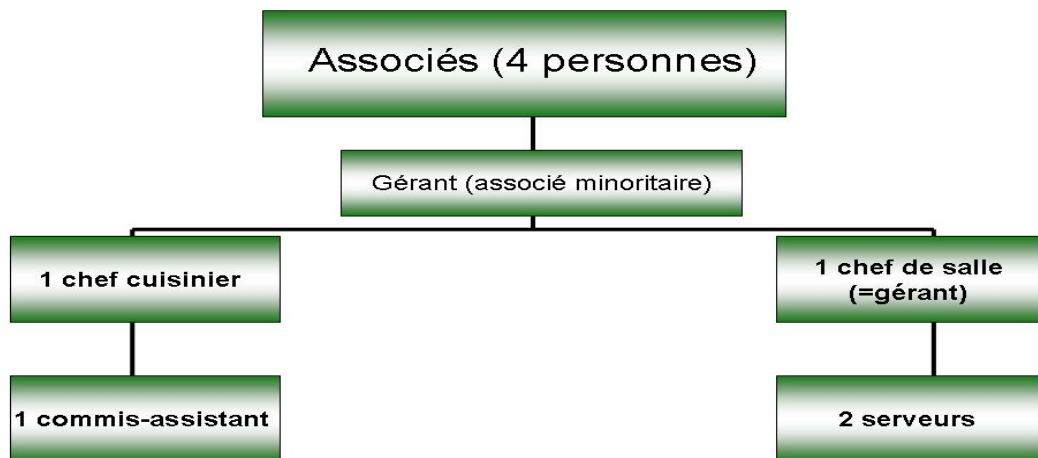 Associés (4 personnes)
Gérant (associé minoritaire)
1 chef cuisinier
1 chef de salle
(=gérant)
1 commis-assistant
2 serveurs